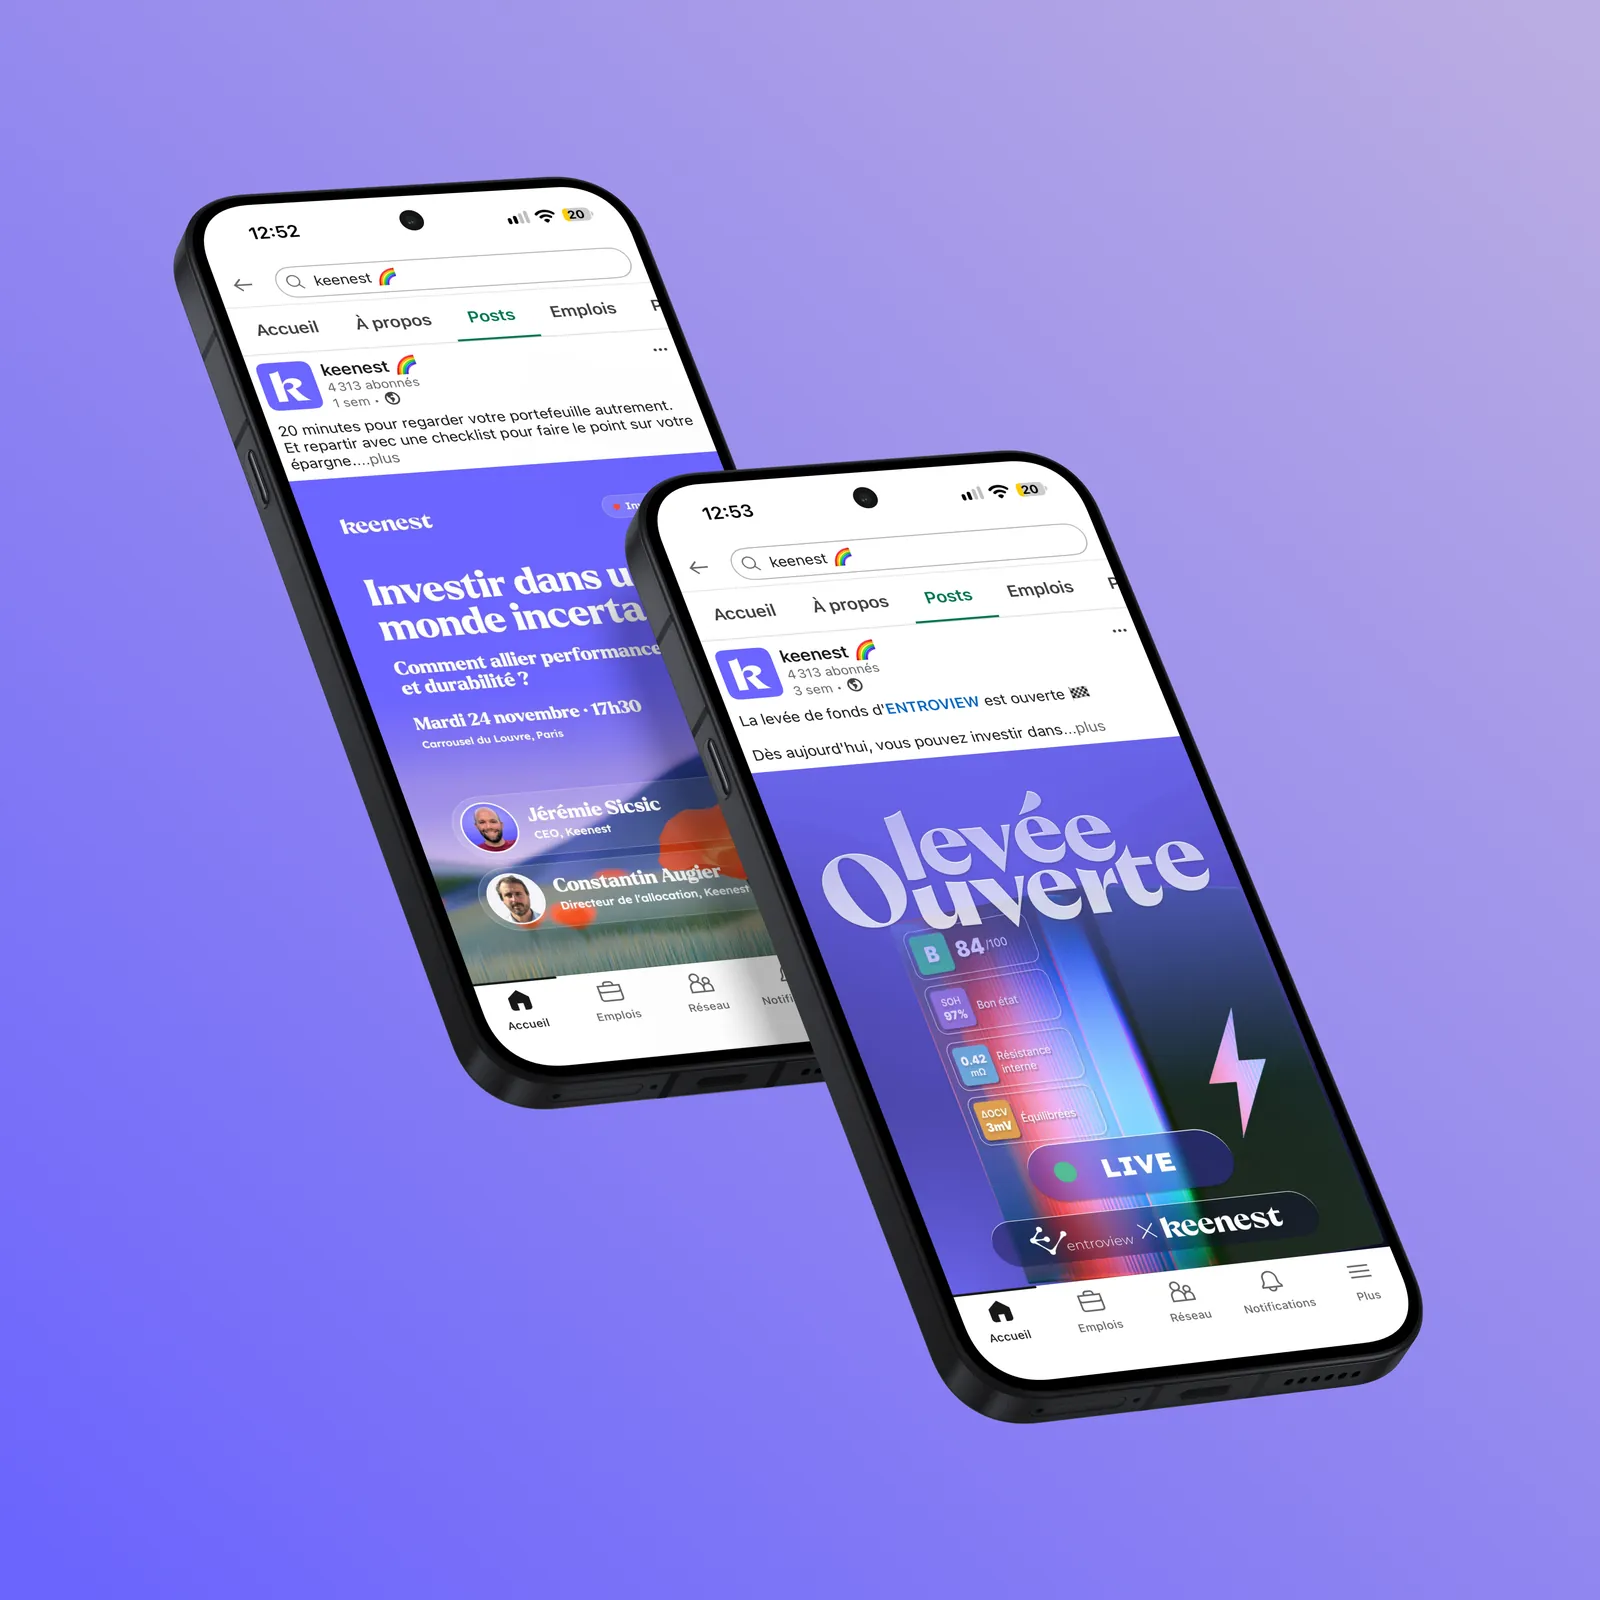 12:52
20
keenest 🌈
Accueil
À propos
Posts
Emplois
k
keenest 🌈
4 313 abonnés
1 sem •
20 minutes pour regarder votre portefeuille autrement.
Et repartir avec une checklist pour faire le point sur votre
épargne....plus
keenest
Investir dans u
monde incerta
Comment allier performance
et durabilité ?
Mardi 24 novembre · 17h30
Carrousel du Louvre, Paris
Jérémie Sicsic
CEO, Keenest
Constantin Augier
Directeur de l'allocation, Keenest
Accueil
Emplois
Réseau
Notifi
12:53
20
keenest 🌈
Accueil
À propos
Posts
Emplois
k
keenest 🌈
4 313 abonnés
3 sem •
La levée de fonds d'ENTROVIEW est ouverte 🏁
Dès aujourd'hui, vous pouvez investir dans...plus
levée
Ouverte
B 84/100
SOH
97%
Bon état
0.42
mΩ
Résistance
interne
ΔOCV
3mV
Équilibrées
LIVE
entroview × keenest
Accueil
Emplois
Réseau
Notifications
Plus